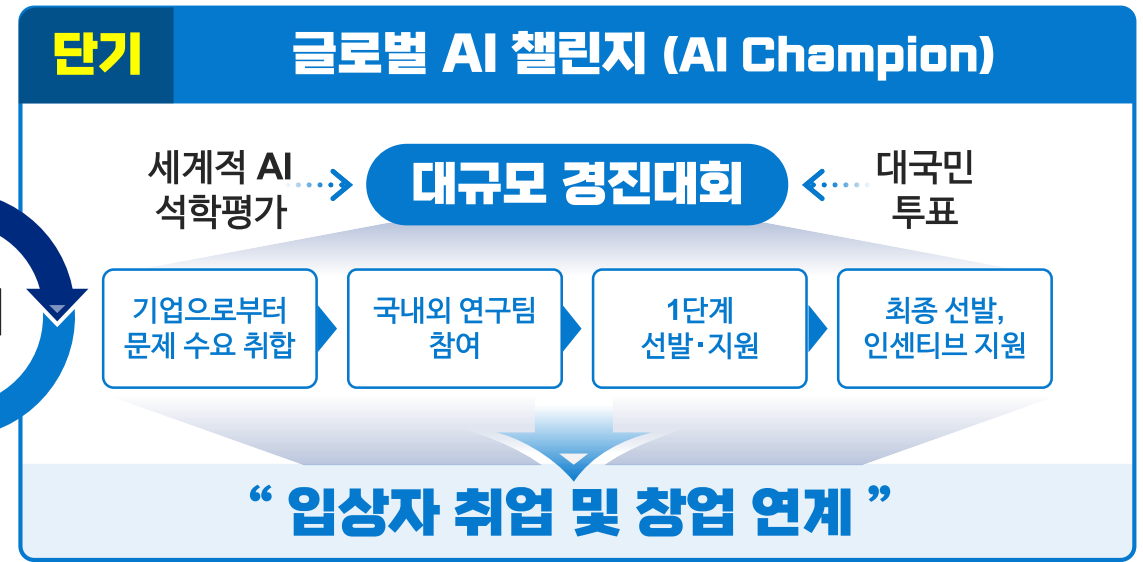 단기
글로벌 AI 챌린지 (AI Champion)
세계적 AI
석학평가
대규모 경진대회
대국민
투표
기업으로부터
문제 수요 취합
국내외 연구팀
참여
1단계
선발·지원
최종 선발,
인센티브 지원
“ 입상자 취업 및 창업 연계 ”